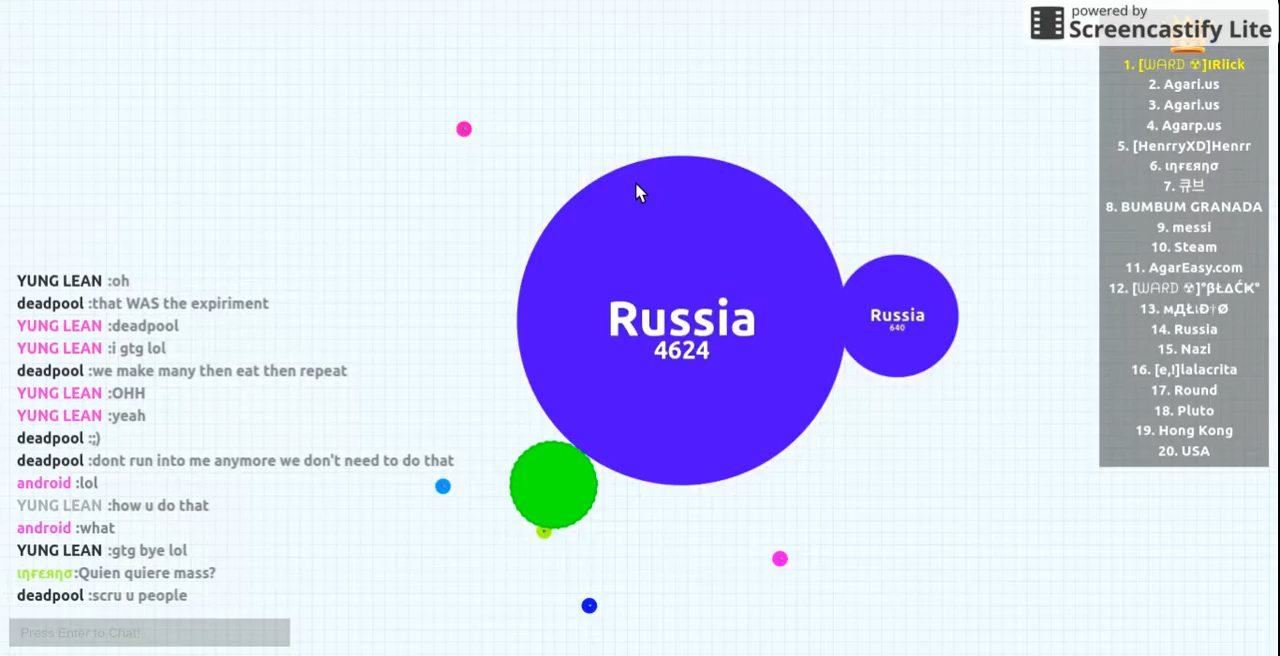 powered by
Screencastify Lite
1. [ᗯᗩᖇᗪ ☢]IRlick
2. Agari.us
3. Agari.us
4. Agarp.us
5. [HenrryXD]Henrr
6. ιηғεяησ
7. 큐브
8. BUMBUM GRANADA
9. messi
10. Steam
11. AgarEasy.com
12. [ᗯᗩᖇᗪ ☢]°βŁΔĆҜ°
13. мДŁιĐ†Ø
14. Russia
15. Nazi
16. [e,!]lalacrita
17. Round
18. Pluto
19. Hong Kong
20. USA
Russia
4624
Russia
640
YUNG LEAN :oh
deadpool :that WAS the expiriment
YUNG LEAN :deadpool
YUNG LEAN :i gtg lol
deadpool :we make many then eat then repeat
YUNG LEAN :OHH
YUNG LEAN :yeah
deadpool :;)
deadpool :dont run into me anymore we don't need to do that
android :lol
YUNG LEAN :how u do that
android :what
YUNG LEAN :gtg bye lol
ιηғεяησ:Quien quiere mass?
deadpool :scru u people
Press Enter to Chat!